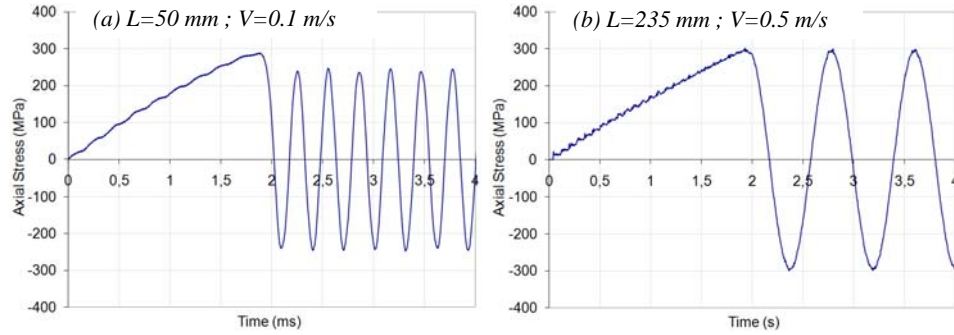 (a) L=50 mm ; V=0.1 m/s
400
300
200
100
0
-100
-200
-300
-400
Axial Stress (MPa)
0 0,5 1 1,5 2 2,5 3 3,5 4
Time (ms)
(b) L=235 mm ; V=0.5 m/s
400
300
200
100
0
-100
-200
-300
-400
Axial Stress (MPa)
0 0,5 1 1,5 2 2,5 3 3,5 4
Time (s)